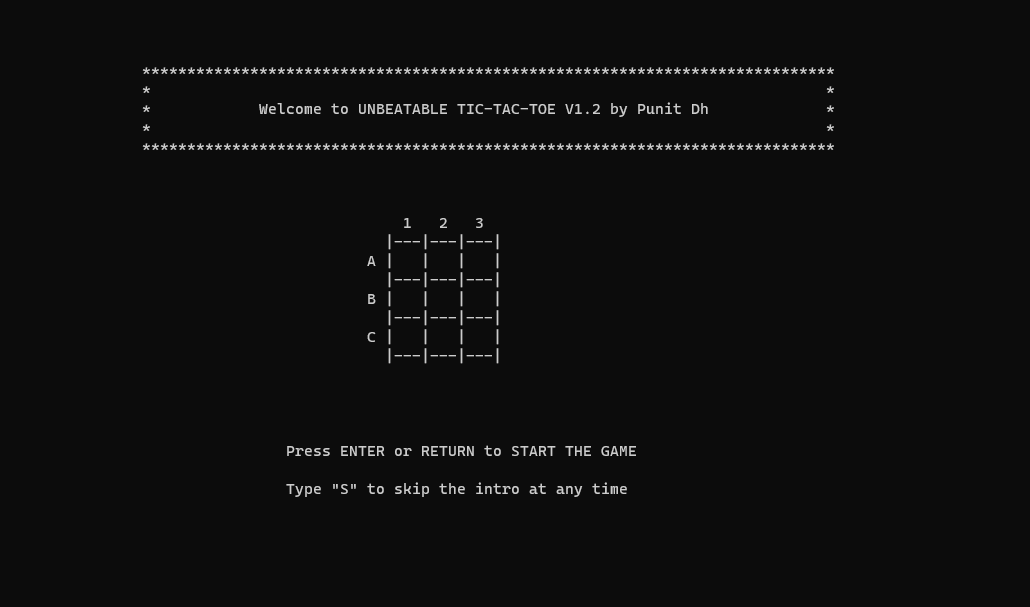 *****************************************************************************
* *
* Welcome to UNBEATABLE TIC-TAC-TOE V1.2 by Punit Dh *
* *
*****************************************************************************
1 2 3
|---|---|---|
A | | | |
|---|---|---|
B | | | |
|---|---|---|
C | | | |
|---|---|---|
Press ENTER or RETURN to START THE GAME
Type "S" to skip the intro at any time